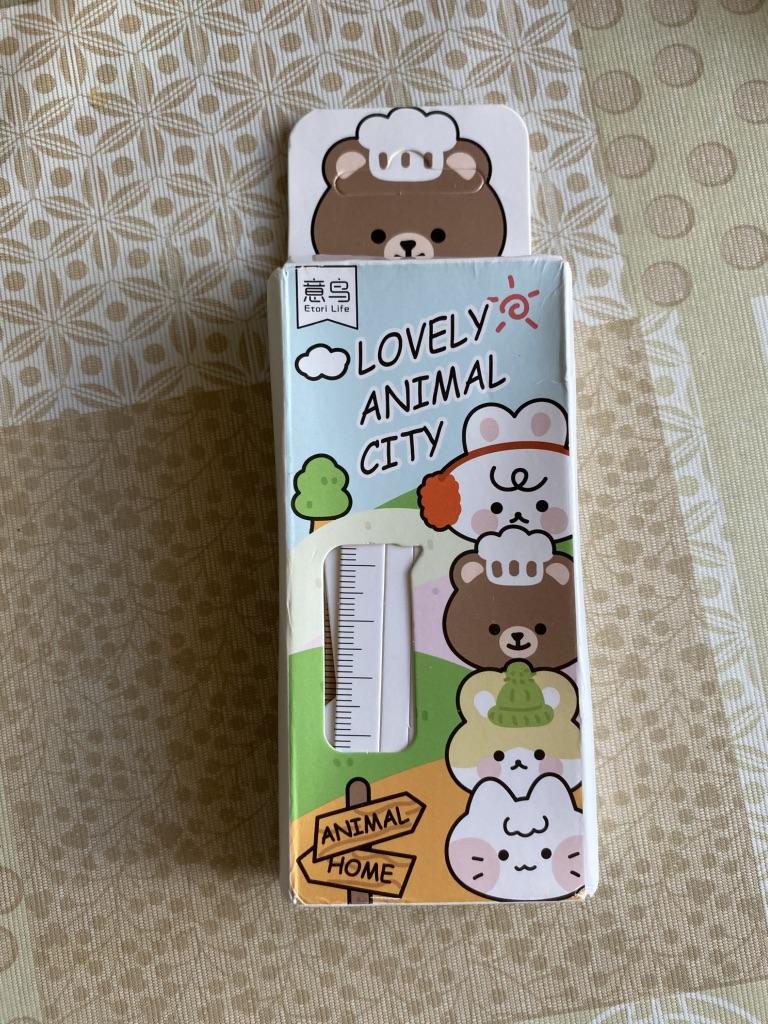 意鸟
Etori Life
LOVELY
ANIMAL
CITY
ANIMAL
HOME